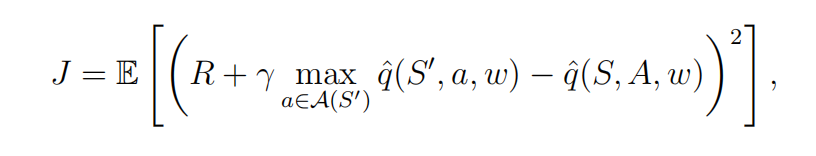 J = 𝔼 [ ( R + γ max_{a∈𝒜(S′)} q̂(S′, a, w) − q̂(S, A, w) )² ] ,